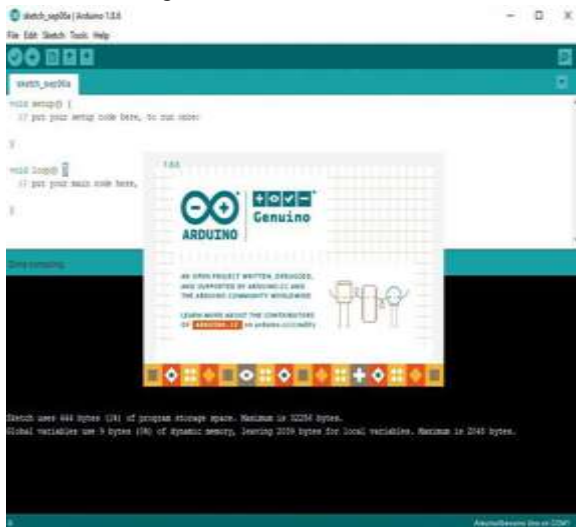 sketch_sep06a | Arduino 1.8.6
File Edit Sketch Tools Help
sketch_sep06a
void setup() {
// put your setup code here, to run once:
}
void loop() {
// put your main code here,
}
1.8.6
ARDUINO
Genuino
AN OPEN PROJECT WRITTEN, DEBUGGED,
AND SUPPORTED BY ARDUINO.CC AND
THE ARDUINO COMMUNITY WORLDWIDE
LEARN MORE ABOUT THE CONTRIBUTORS
OF ARDUINO.CC on arduino.cc/credits
Done compiling.
Sketch uses 444 bytes (1%) of program storage space. Maximum is 32256 bytes.
Global variables use 9 bytes (0%) of dynamic memory, leaving 2039 bytes for local variables. Maximum is 2048 bytes.
Arduino/Genuino Uno on